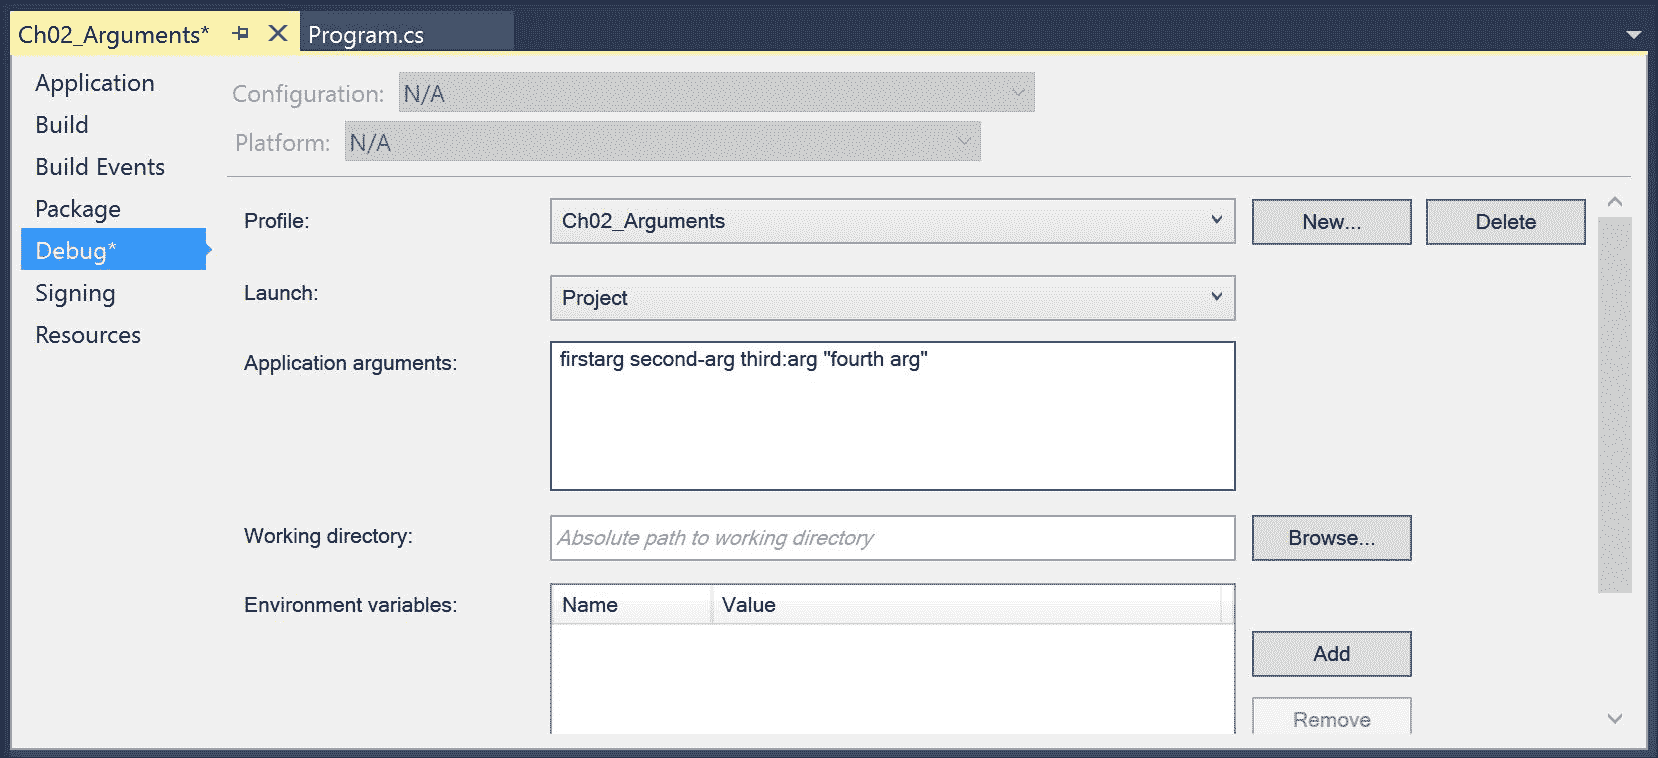 Ch02_Arguments* Program.cs
Application
Build
Build Events
Package
Debug*
Signing
Resources
Configuration: N/A
Platform: N/A
Profile: Ch02_Arguments New... Delete
Launch: Project
Application arguments: firstarg second-arg third:arg "fourth arg"
Working directory: Absolute path to working directory Browse...
Environment variables: Name Value
Add
Remove